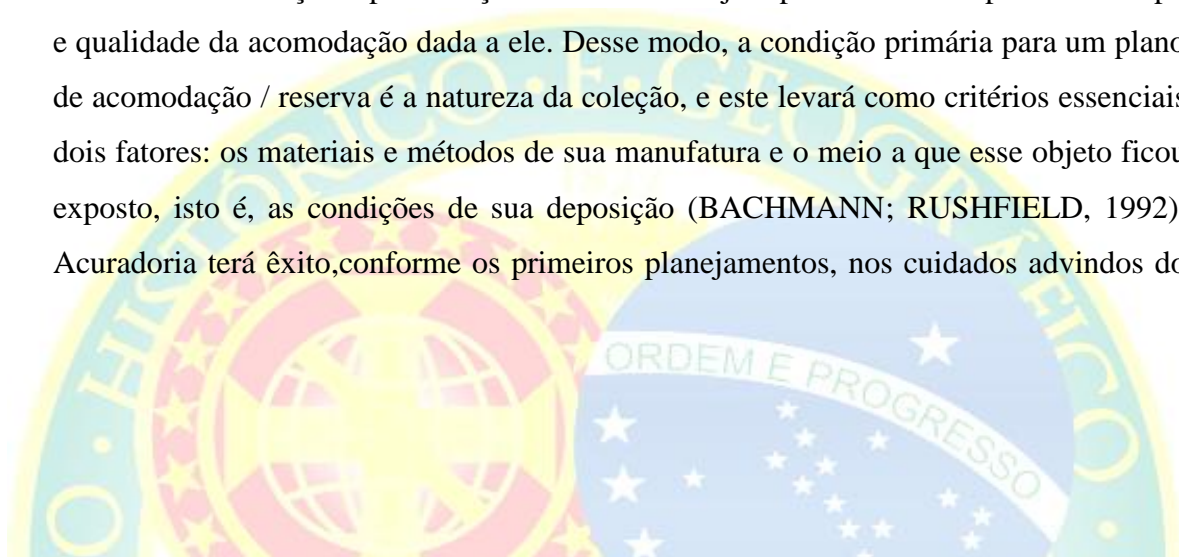 e qualidade da acomodação dada a ele. Desse modo, a condição primária para um plano
de acomodação / reserva é a natureza da coleção, e este levará como critérios essenciais
dois fatores: os materiais e métodos de sua manufatura e o meio a que esse objeto ficou
exposto, isto é, as condições de sua deposição (BACHMANN; RUSHFIELD, 1992)
Acuradoria terá êxito,conforme os primeiros planejamentos, nos cuidados advindos do
O HISTÓRICO E GEOGRÁFICO
ORDEM E PROGRESSO